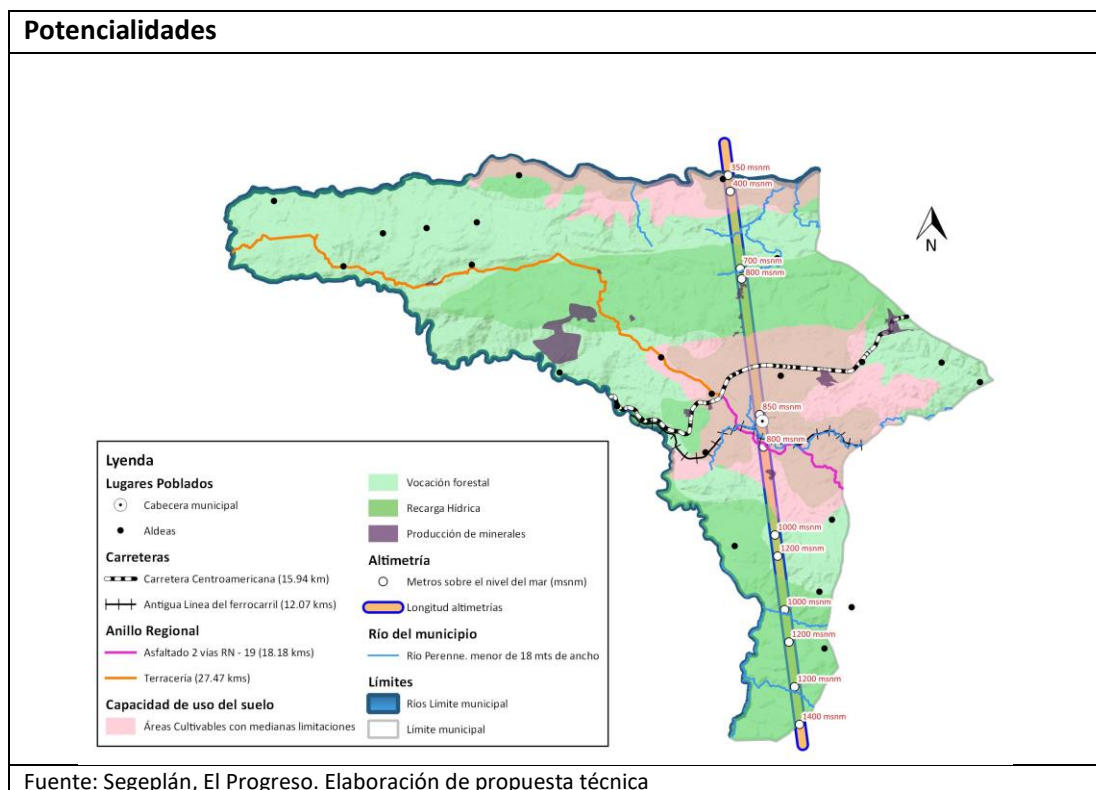 Potencialidades
350 msnm
400 msnm
N
700 msnm
800 msnm
850 msnm
800 msnm
1000 msnm
1200 msnm
1000 msnm
1200 msnm
1200 msnm
1400 msnm
Lyenda
Lugares Poblados
Cabecera municipal
Aldeas
Carreteras
Carretera Centroamericana (15.94 km)
Antigua Linea del ferrocarril (12.07 kms)
Anillo Regional
Asfaltado 2 vías RN - 19 (18.18 kms)
Terracería (27.47 kms)
Capacidad de uso del suelo
Áreas Cultivables con medianas limitaciones
Vocación forestal
Recarga Hídrica
Producción de minerales
Altimetría
Metros sobre el nivel del mar (msnm)
Longitud altimetrías
Río del municipio
Río Perenne. menor de 18 mts de ancho
Límites
Ríos Límite municipal
Límite municipal
Fuente: Segeplán, El Progreso. Elaboración de propuesta técnica